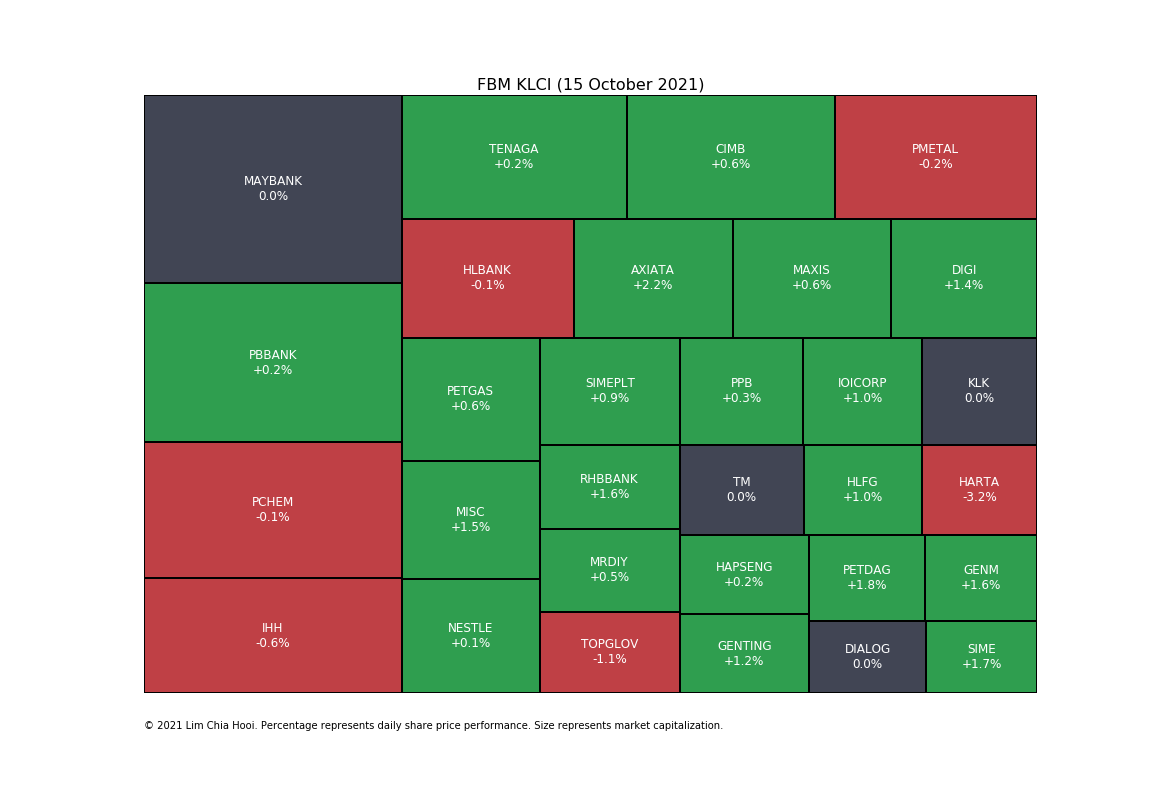 FBM KLCI (15 October 2021)
MAYBANK
0.0%
TENAGA
+0.2%
CIMB
+0.6%
PMETAL
-0.2%
HLBANK
-0.1%
AXIATA
+2.2%
MAXIS
+0.6%
DIGI
+1.4%
PBBANK
+0.2%
PETGAS
+0.6%
SIMEPLT
+0.9%
PPB
+0.3%
IOICORP
+1.0%
KLK
0.0%
PCHEM
-0.1%
MISC
+1.5%
RHBBANK
+1.6%
TM
0.0%
HLFG
+1.0%
HARTA
-3.2%
MRDIY
+0.5%
HAPSENG
+0.2%
PETDAG
+1.8%
GENM
+1.6%
IHH
-0.6%
NESTLE
+0.1%
TOPGLOV
-1.1%
GENTING
+1.2%
DIALOG
0.0%
SIME
+1.7%
© 2021 Lim Chia Hooi. Percentage represents daily share price performance. Size represents market capitalization.